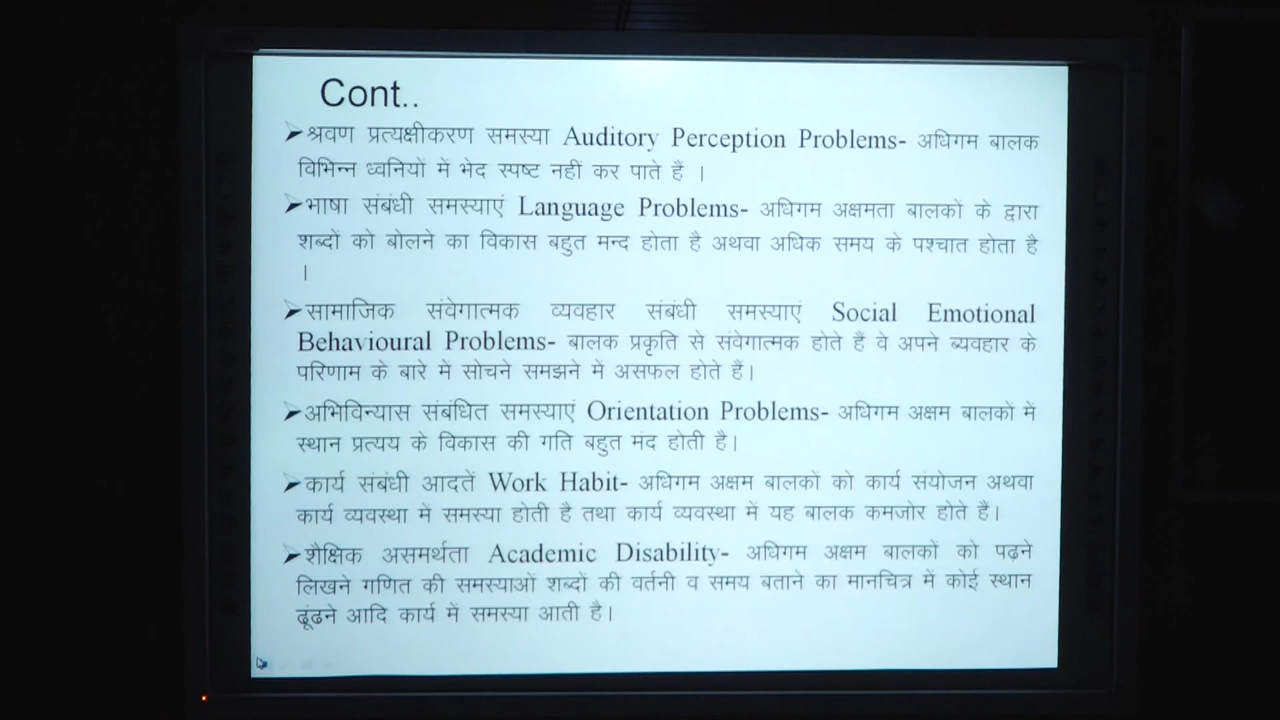 Cont..
➤श्रवण प्रत्यक्षीकरण समस्या Auditory Perception Problems- अधिगम बालक
विभिन्न ध्वनियों में भेद स्पष्ट नहीं कर पाते हैं ।
➤भाषा संबंधी समस्याएं Language Problems- अधिगम अक्षमता बालकों के द्वारा
शब्दों को बोलने का विकास बहुत मन्द होता है अथवा अधिक समय के पश्चात होता है
।
➤सामाजिक संवेगात्मक व्यवहार संबंधी समस्याएं Social Emotional
Behavioural Problems- बालक प्रकृति से संवेगात्मक होते हैं वे अपने ब्यवहार के
परिणाम के बारे में सोचने समझने में असफल होते हैं।
➤अभिविन्यास संबंधित समस्याएं Orientation Problems- अधिगम अक्षम बालकों में
स्थान प्रत्यय के विकास की गति बहुत मंद होती है।
➤कार्य संबंधी आदतें Work Habit- अधिगम अक्षम बालकों को कार्य संयोजन अथवा
कार्य व्यवस्था में समस्या होती है तथा कार्य व्यवस्था में यह बालक कमजोर होते हैं।
➤शैक्षिक असमर्थता Academic Disability- अधिगम अक्षम बालकों को पढ़ने
लिखने गणित की समस्याओं शब्दों की वर्तनी व समय बताने का मानचित्र में कोई स्थान
ढूंढने आदि कार्य में समस्या आती है।